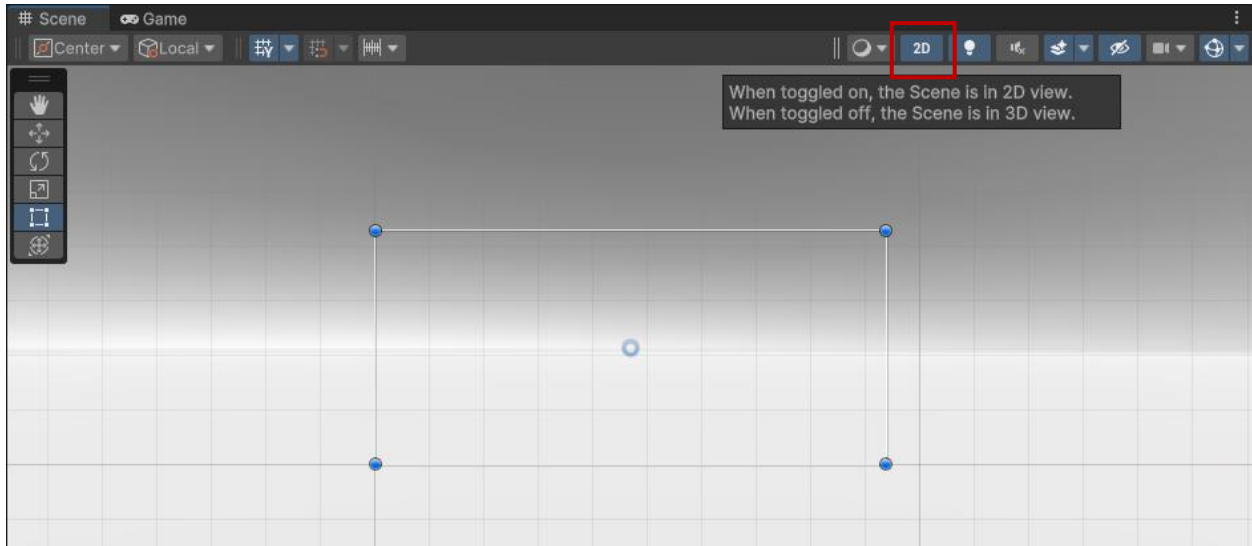 Scene Game
Center Local 2D
When toggled on, the Scene is in 2D view.
When toggled off, the Scene is in 3D view.